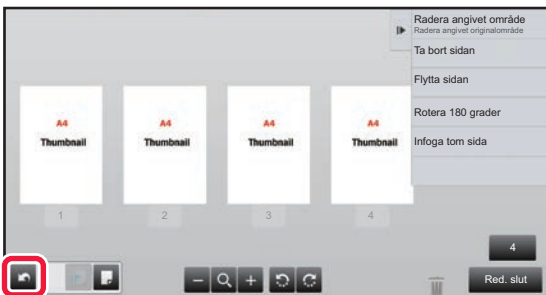 Radera angivet område
Radera angivet originalområde
Ta bort sidan
Flytta sidan
Rotera 180 grader
Infoga tom sida
A4
Thumbnail
A4
Thumbnail
A4
Thumbnail
A4
Thumbnail
1
2
3
4
4
Red. slut